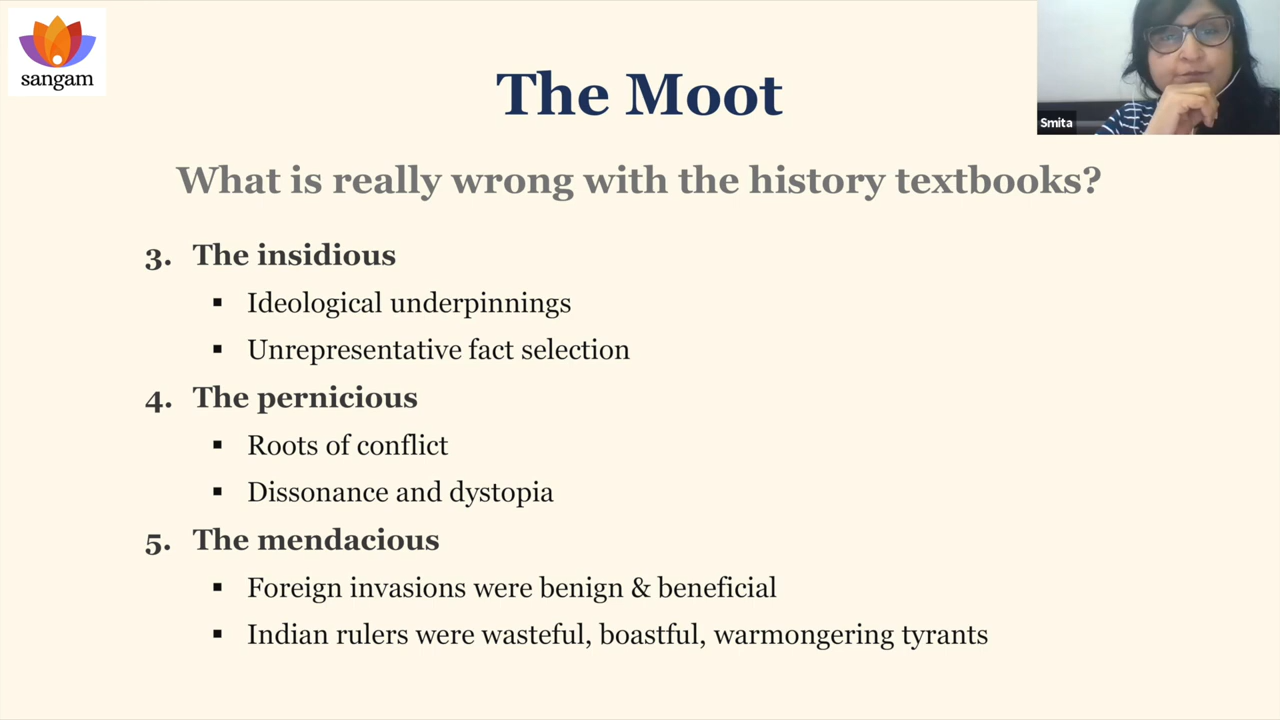 sangam
The Moot
Smita
What is really wrong with the history textbooks?
3. The insidious
▪ Ideological underpinnings
▪ Unrepresentative fact selection
4. The pernicious
▪ Roots of conflict
▪ Dissonance and dystopia
5. The mendacious
▪ Foreign invasions were benign & beneficial
▪ Indian rulers were wasteful, boastful, warmongering tyrants